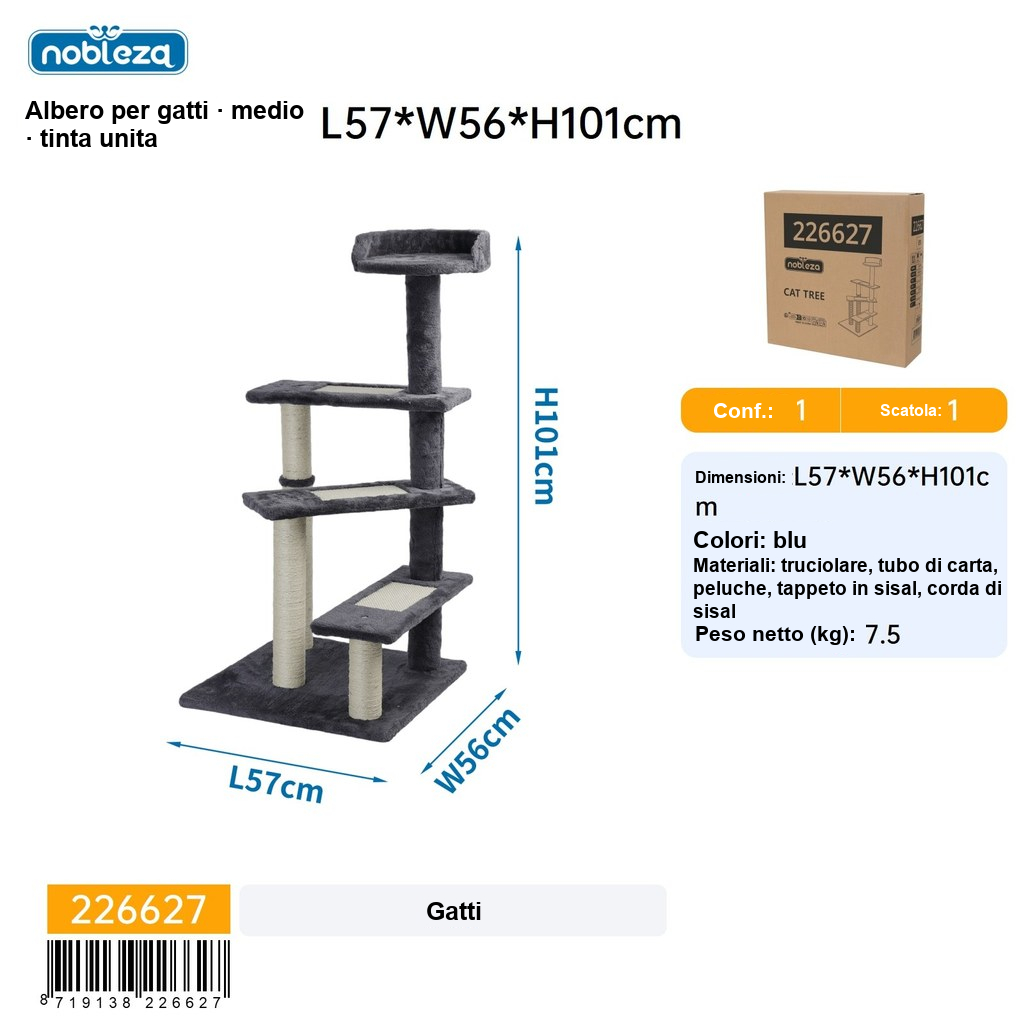 nobleza
Albero per gatti · medio
· tinta unita
L57*W56*H101cm
226627
nobleza
CAT TREE
H101cm
Conf.: 1
Scatola: 1
Dimensioni: L57*W56*H101c
m
Colori: blu
Materiali: truciolare, tubo di carta,
peluche, tappeto in sisal, corda di
sisal
Peso netto (kg): 7.5
L57cm
W56cm
226627
Gatti
8 719138 226627